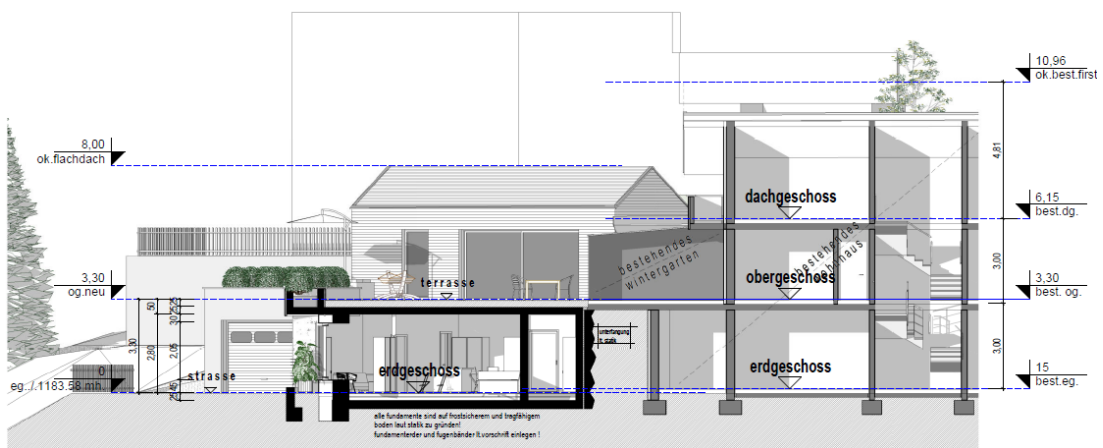 10,96
ok.best.first
8,00
ok.flachdach
4,81
dachgeschoss
6,15
best.dg.
bestehendes
wintergarten
bestehendes
3,00
3,30
og.neu
terrasse
obergeschoss
3,30
best. og.
50
3,30
2,80
2,05
unterfangung
lt. statik
3,00
0
eg../.1183.58 mh.
strasse
erdgeschoss
erdgeschoss
15
best.eg.
alle fundamente sind auf frostsicherem und tragfähigem
boden laut statik zu gründen!
fundamenterder und fugenbänder lt.vorschrift einlegen !